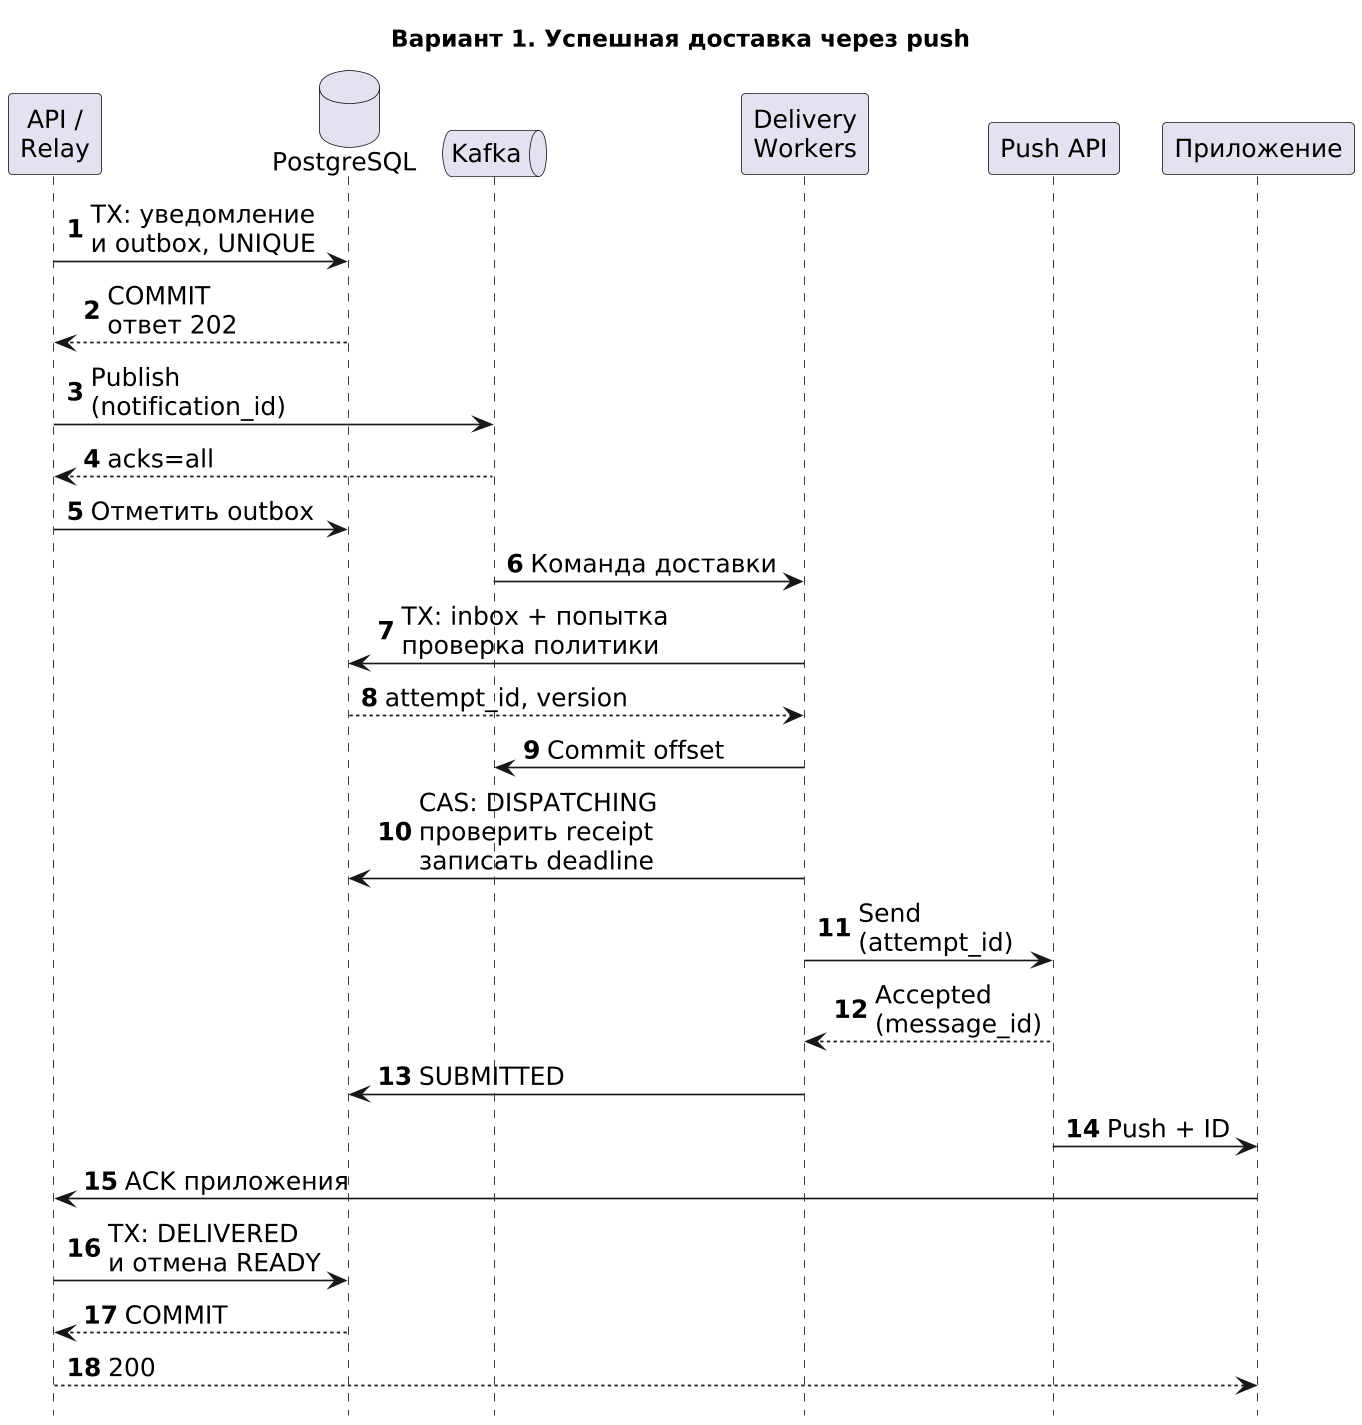 Вариант 1. Успешная доставка через push
API /
Relay
PostgreSQL
Kafka
Delivery
Workers
Push API
Приложение
1 TX: уведомление
и outbox, UNIQUE
2 COMMIT
ответ 202
3 Publish
(notification_id)
4 acks=all
5 Отметить outbox
6 Команда доставки
7 TX: inbox + попытка
проверка политики
8 attempt_id, version
9 Commit offset
10 CAS: DISPATCHING
проверить receipt
записать deadline
11 Send
(attempt_id)
12 Accepted
(message_id)
13 SUBMITTED
14 Push + ID
15 ACK приложения
16 TX: DELIVERED
и отмена READY
17 COMMIT
18 200